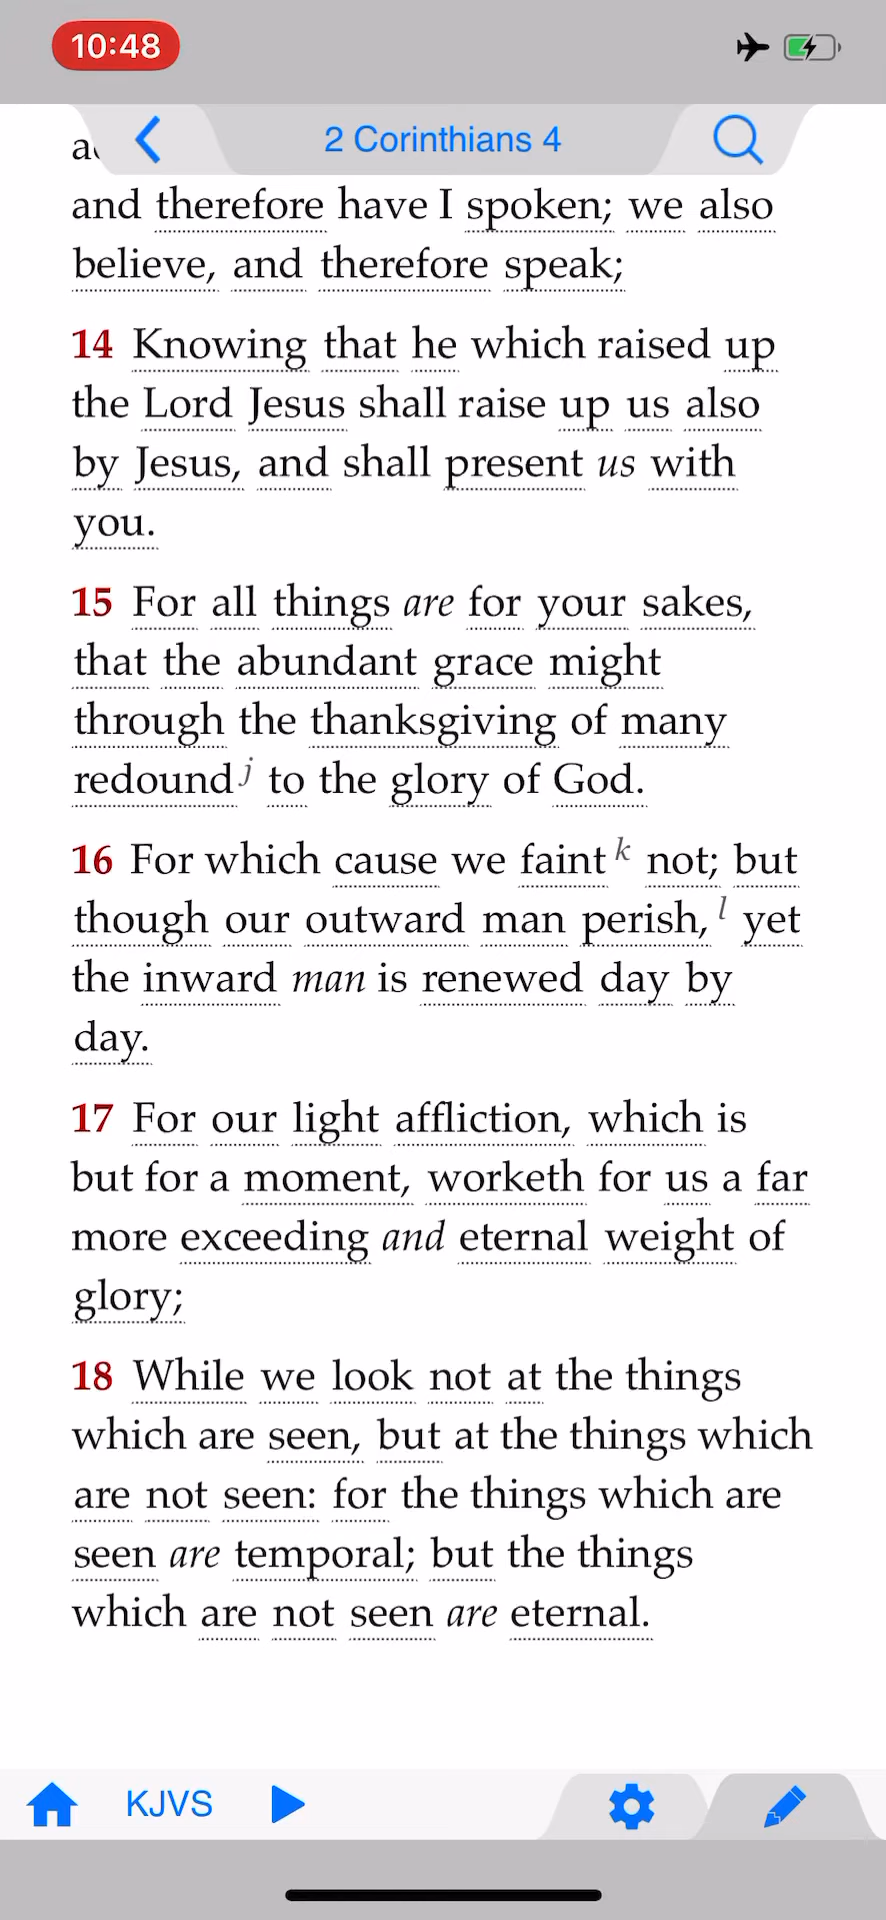 10:48
2 Corinthians 4
and therefore have I spoken; we also
believe, and therefore speak;
14 Knowing that he which raised up
the Lord Jesus shall raise up us also
by Jesus, and shall present us with
you.
15 For all things are for your sakes,
that the abundant grace might
through the thanksgiving of many
redound j to the glory of God.
16 For which cause we faint k not; but
though our outward man perish, l yet
the inward man is renewed day by
day.
17 For our light affliction, which is
but for a moment, worketh for us a far
more exceeding and eternal weight of
glory;
18 While we look not at the things
which are seen, but at the things which
are not seen: for the things which are
seen are temporal; but the things
which are not seen are eternal.
KJVS